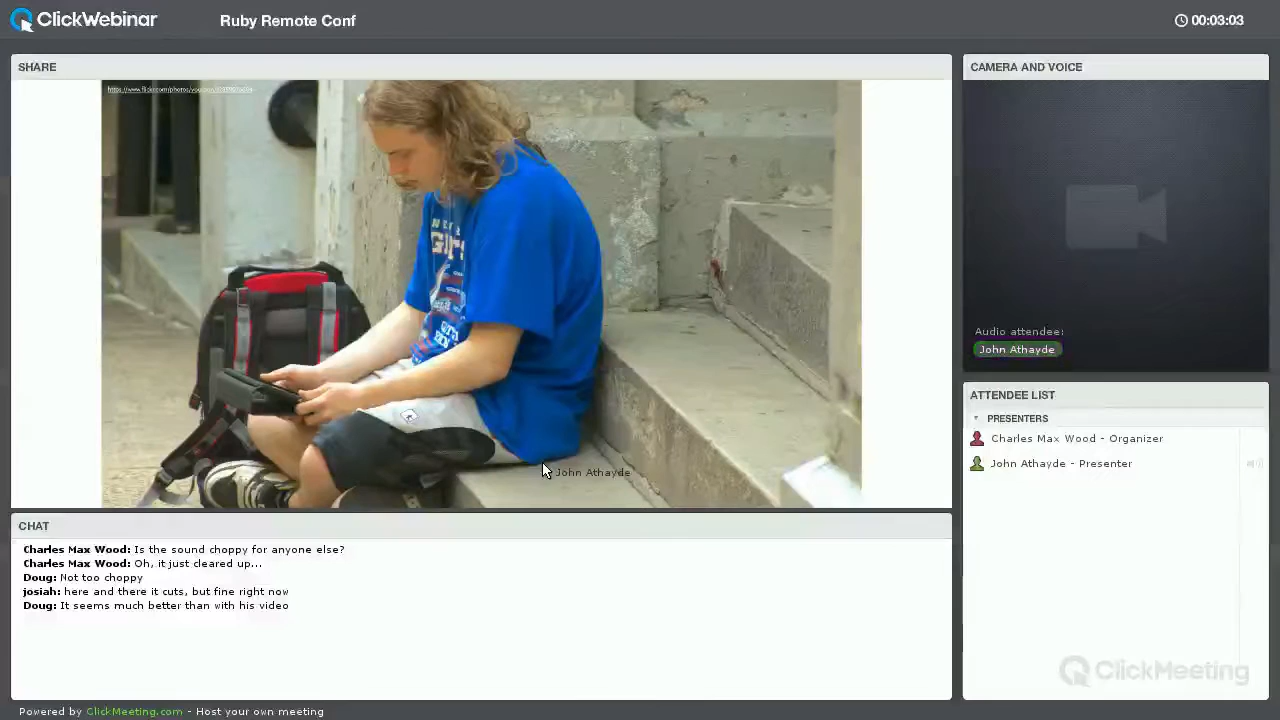 ClickWebinar
Ruby Remote Conf
00:03:03
SHARE
John Athayde
CAMERA AND VOICE
Audio attendee:
John Athayde
ATTENDEE LIST
PRESENTERS
Charles Max Wood - Organizer
John Athayde - Presenter
CHAT
Charles Max Wood: Is the sound choppy for anyone else?
Charles Max Wood: Oh, it just cleared up...
Doug: Not too choppy
josiah: here and there it cuts, but fine right now
Doug: It seems much better than with his video
ClickMeeting
Powered by ClickMeeting.com - Host your own meeting